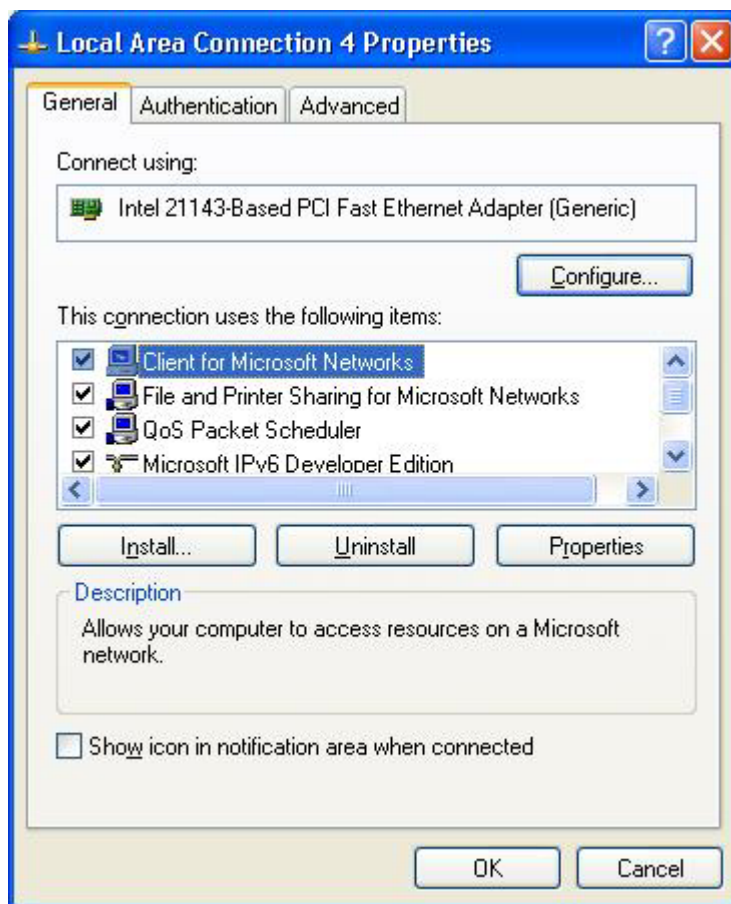 Local Area Connection 4 Properties
General Authentication Advanced
Connect using:
Intel 21143-Based PCI Fast Ethernet Adapter (Generic)
Configure...
This connection uses the following items:
Client for Microsoft Networks
File and Printer Sharing for Microsoft Networks
QoS Packet Scheduler
Microsoft IPv6 Developer Edition
Install... Uninstall Properties
Description
Allows your computer to access resources on a Microsoft
network.
Show icon in notification area when connected
OK Cancel